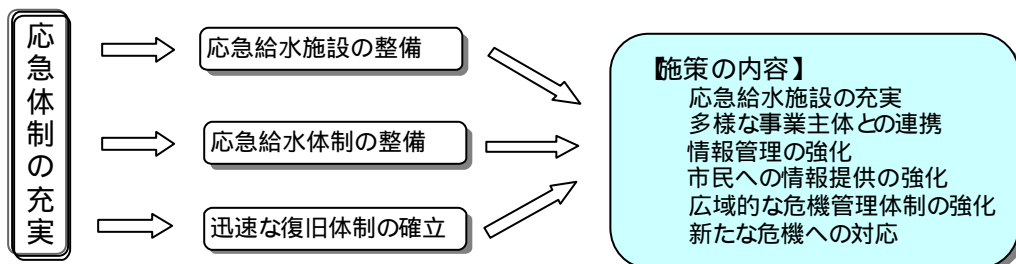 応急体制の充実
応急給水施設の整備
応急給水体制の整備
迅速な復旧体制の確立
【施策の内容】
応急給水施設の充実
多様な事業主体との連携
情報管理の強化
市民への情報提供の強化
広域的な危機管理体制の強化
新たな危機への対応